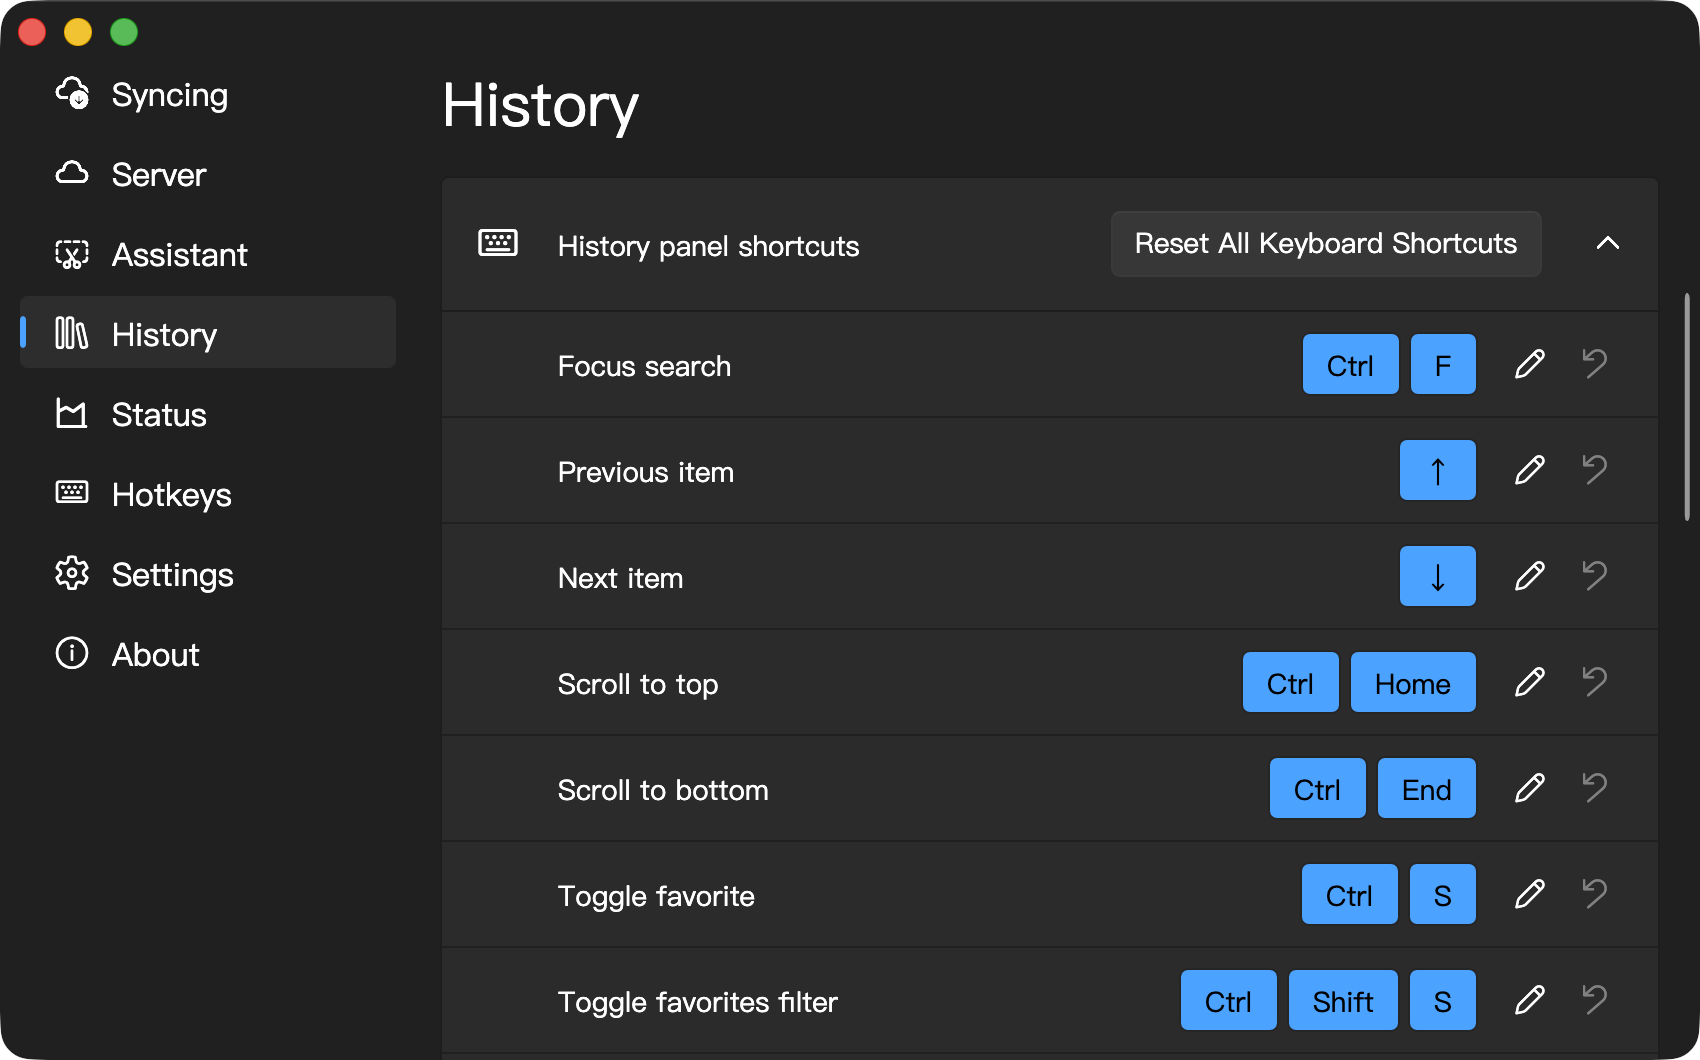 Syncing
Server
Assistant
History
Status
Hotkeys
Settings
About
History
History panel shortcuts
Reset All Keyboard Shortcuts
Focus search Ctrl F
Previous item ↑
Next item ↓
Scroll to top Ctrl Home
Scroll to bottom Ctrl End
Toggle favorite Ctrl S
Toggle favorites filter Ctrl Shift S